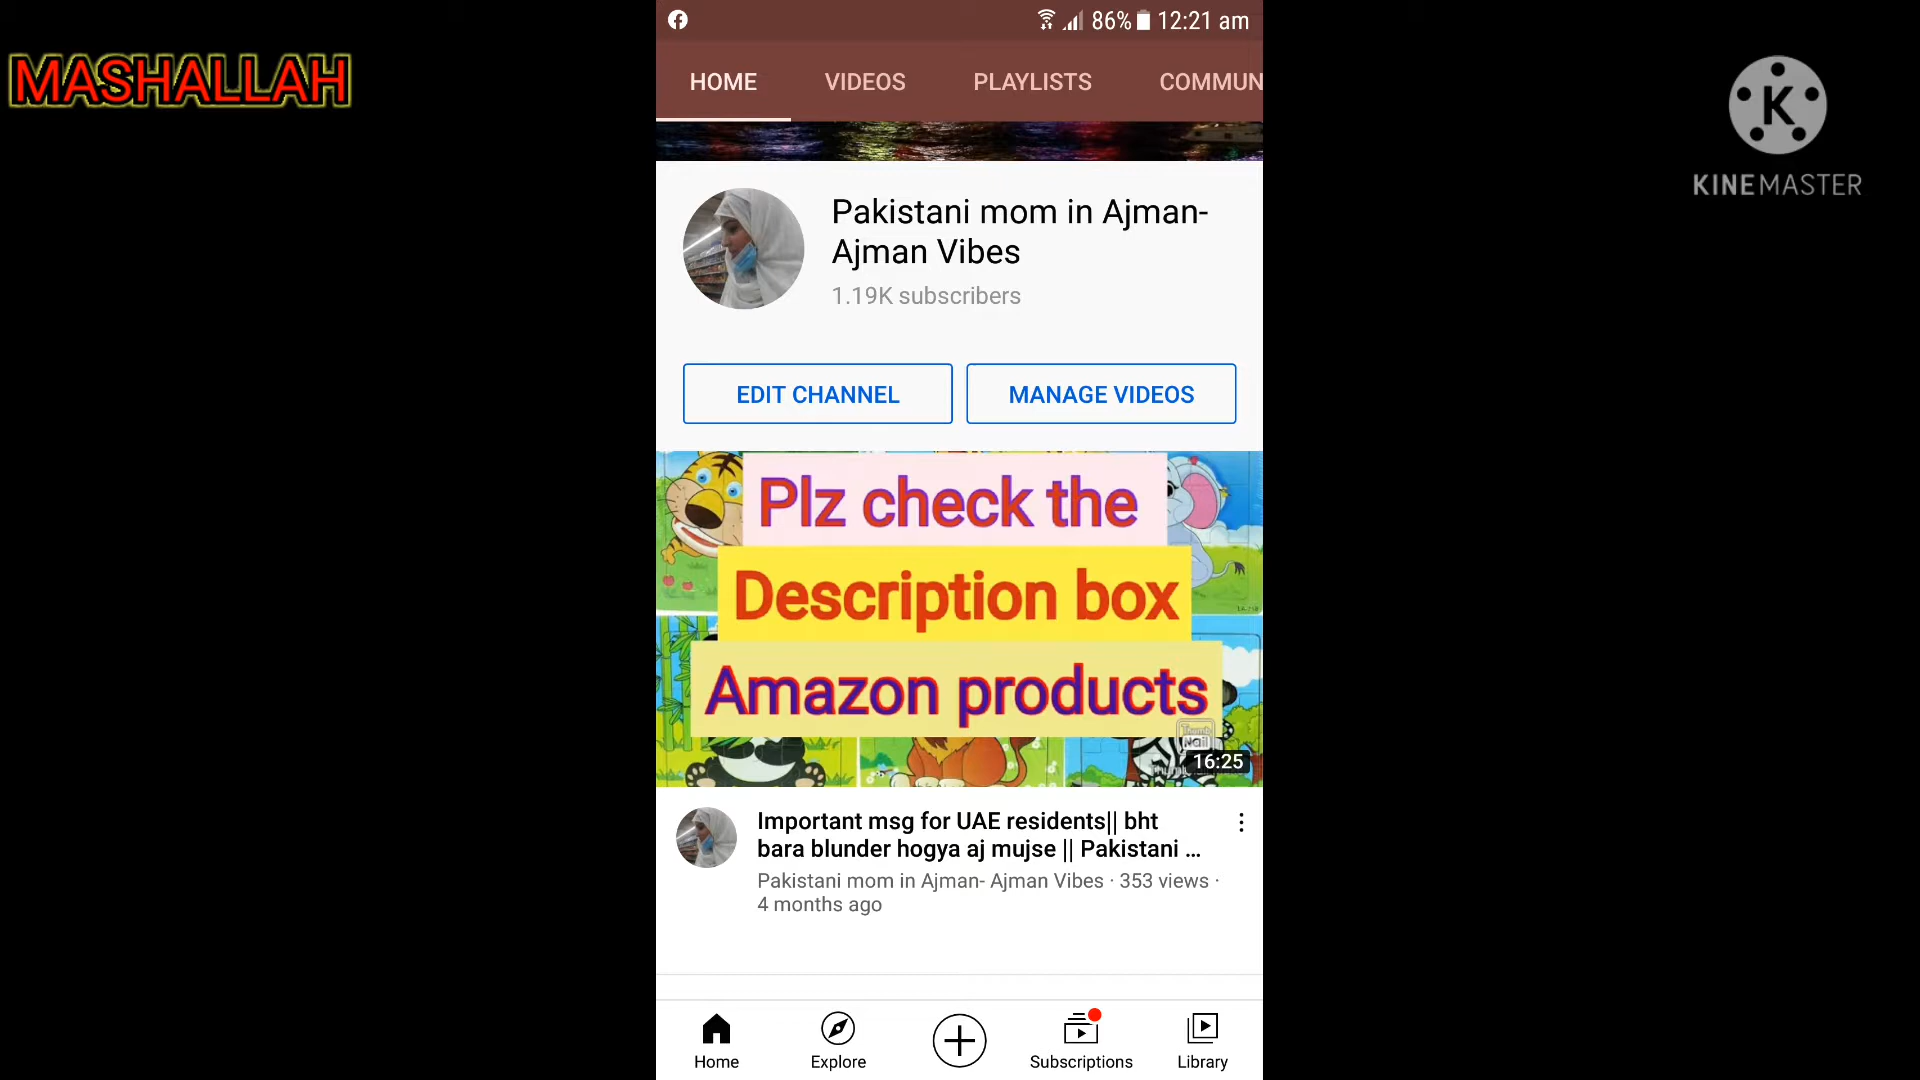 MASHALLAH
86% 12:21 am
HOME VIDEOS PLAYLISTS COMMUN
K
KINEMASTER
Pakistani mom in Ajman-
Ajman Vibes
1.19K subscribers
EDIT CHANNEL MANAGE VIDEOS
Plz check the
Description box
Amazon products
16:25
Important msg for UAE residents|| bht
bara blunder hogya aj mujse || Pakistani ...
Pakistani mom in Ajman- Ajman Vibes · 353 views ·
4 months ago
Home Explore Subscriptions Library